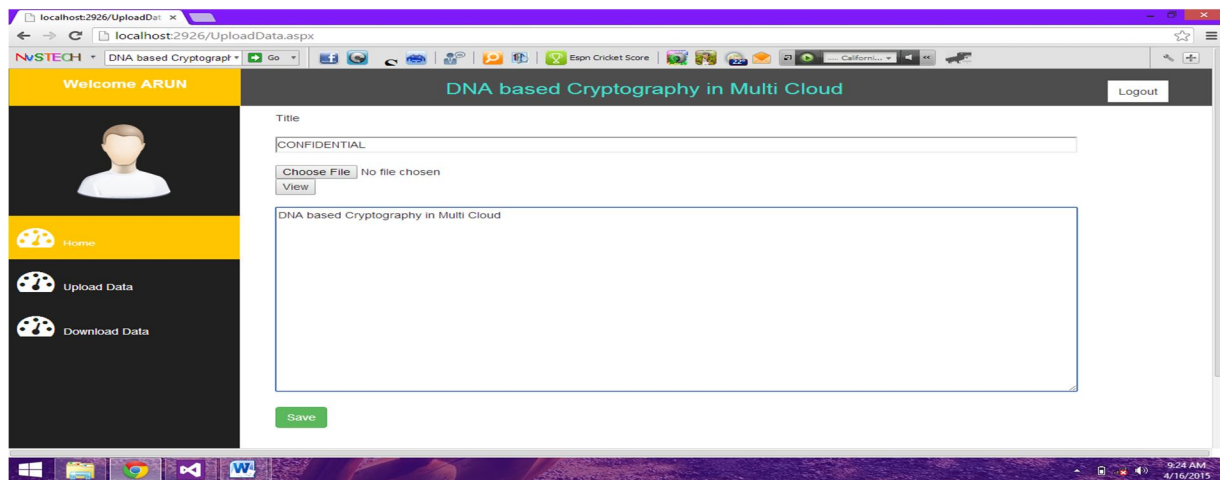 localhost:2926/UploadDat
localhost:2926/UploadData.aspx
NVSTECH DNA based Cryptograph Go Espn Cricket Score 22° Californi...
Welcome ARUN
DNA based Cryptography in Multi Cloud
Logout
Title
CONFIDENTIAL
Choose File No file chosen
View
DNA based Cryptography in Multi Cloud
Home
Upload Data
Download Data
Save
9:24 AM
4/16/2015